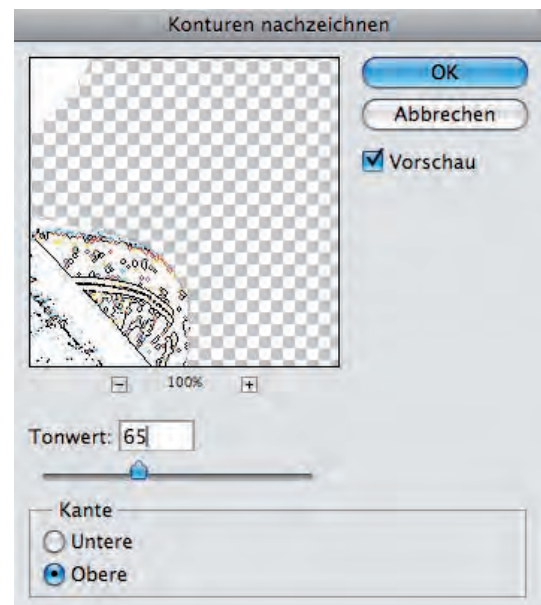 Konturen nachzeichnen
OK
Abbrechen
Vorschau
100%
Tonwert: 65
Kante
Untere
Obere